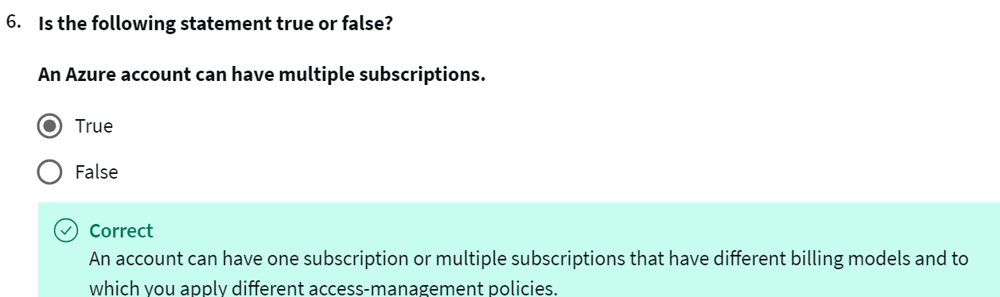 6. Is the following statement true or false?
An Azure account can have multiple subscriptions.
True
False
Correct
An account can have one subscription or multiple subscriptions that have different billing models and to
which you apply different access-management policies.